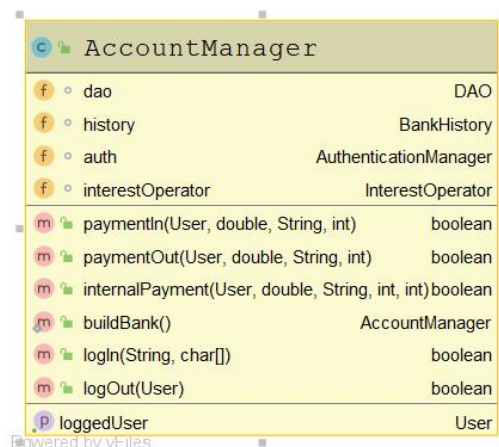 AccountManager
dao DAO
history BankHistory
auth AuthenticationManager
interestOperator InterestOperator
paymentIn(User, double, String, int) boolean
paymentOut(User, double, String, int) boolean
internalPayment(User, double, String, int, int) boolean
buildBank() AccountManager
logIn(String, char[]) boolean
logOut(User) boolean
loggedUser User
Powered by yFiles